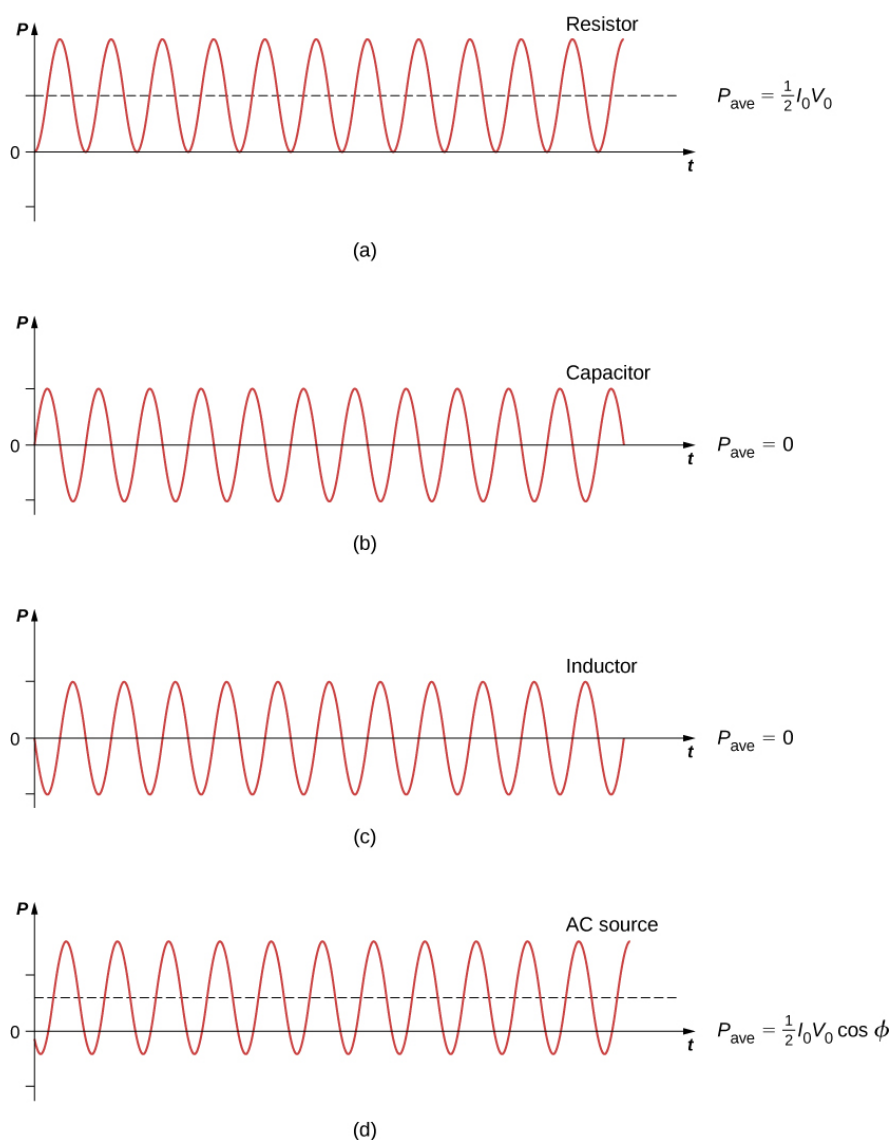 P
Resistor
P_ave = 1/2 I_0V_0
0
t
(a)
P
Capacitor
0
t
P_ave = 0
(b)
P
Inductor
0
t
P_ave = 0
(c)
P
AC source
0
t
P_ave = 1/2 I_0V_0 cos ϕ
(d)